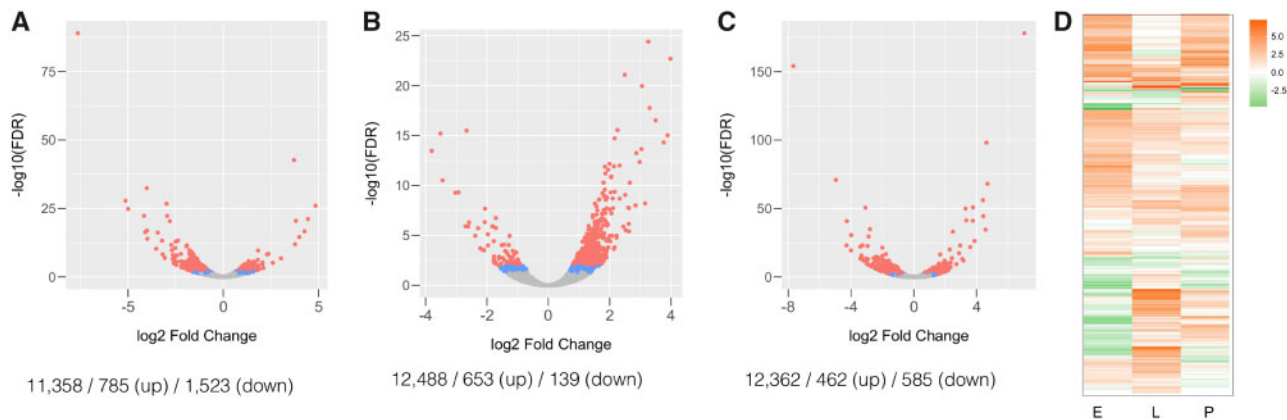 A
-log10(FDR)
75
50
25
0
-5
0
5
log2 Fold Change
11,358 / 785 (up) / 1,523 (down)
B
-log10(FDR)
25
20
15
10
5
0
-4
-2
0
2
4
log2 Fold Change
12,488 / 653 (up) / 139 (down)
C
-log10(FDR)
150
100
50
0
-8
-4
0
4
log2 Fold Change
12,362 / 462 (up) / 585 (down)
D
5.0
2.5
0.0
-2.5
E L P